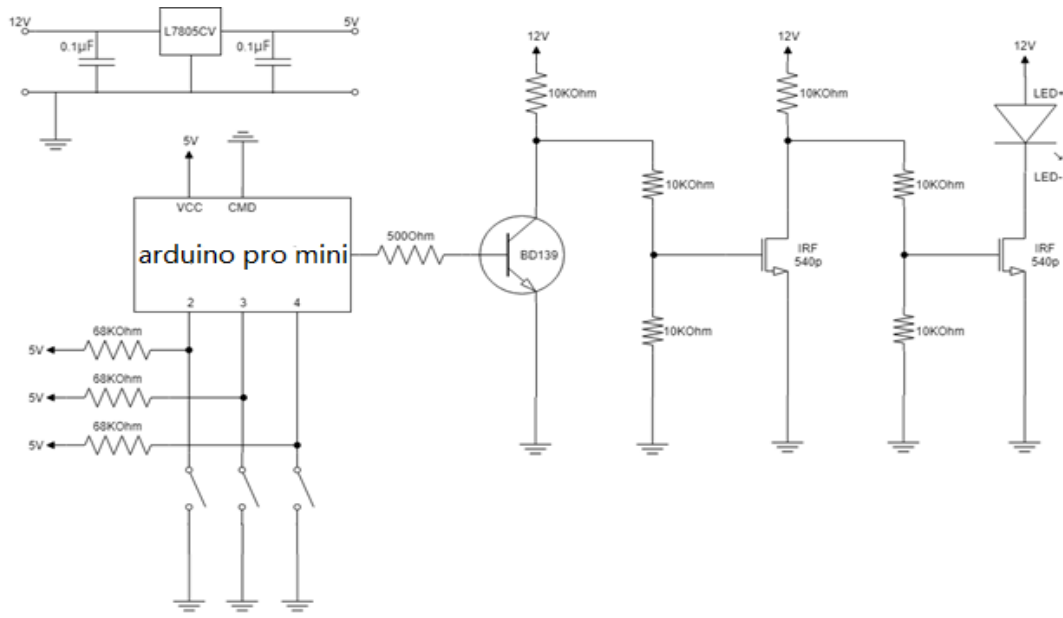 12V
L7805CV
5V
0.1µF
0.1µF
5V
VCC
CMD
arduino pro mini
2
3
4
68KOhm
5V
68KOhm
5V
68KOhm
5V
500Ohm
BD139
12V
10KOhm
10KOhm
10KOhm
12V
10KOhm
IRF
540p
10KOhm
10KOhm
12V
LED+
LED-
IRF
540p